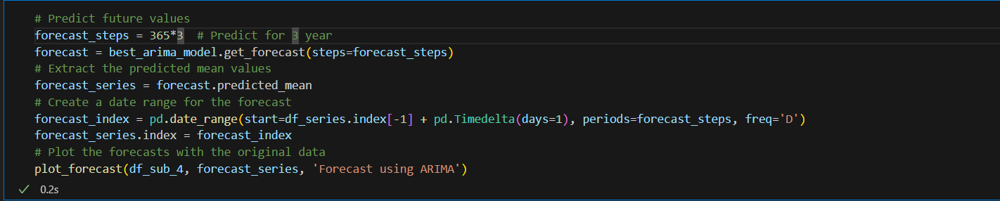 # Predict future values
forecast_steps = 365*3  # Predict for 3 year
forecast = best_arima_model.get_forecast(steps=forecast_steps)
# Extract the predicted mean values
forecast_series = forecast.predicted_mean
# Create a date range for the forecast
forecast_index = pd.date_range(start=df_series.index[-1] + pd.Timedelta(days=1), periods=forecast_steps, freq='D')
forecast_series.index = forecast_index
# Plot the forecasts with the original data
plot_forecast(df_sub_4, forecast_series, 'Forecast using ARIMA')
0.2s